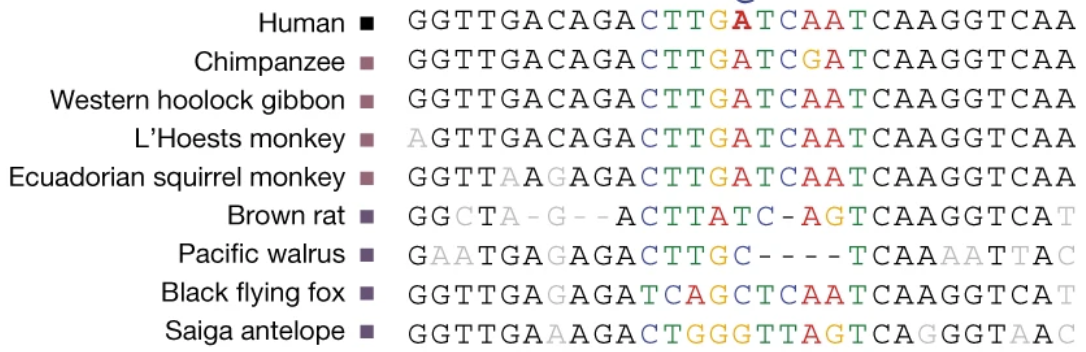 Human GGTTGACAGACTTGATCAATCAAGGTCAA
Chimpanzee GGTTGACAGACTTGATCGATCAAGGTCAA
Western hoolock gibbon GGTTGACAGACTTGATCAATCAAGGTCAA
L'Hoests monkey AGTTGACAGACTTGATCAATCAAGGTCAA
Ecuadorian squirrel monkey GGTTAAGAGACTTGATCAATCAAGGTCAA
Brown rat GGCTA-G--ACTTATC-AGTCAAGGTCAT
Pacific walrus GAATGAGAGACTTGC----TCAAAATTAC
Black flying fox GGTTGAGAGATCAGCTCAATCAAGGTCAT
Saiga antelope GGTTGAAAGACTGGGTTAGTCAGGGTAAC